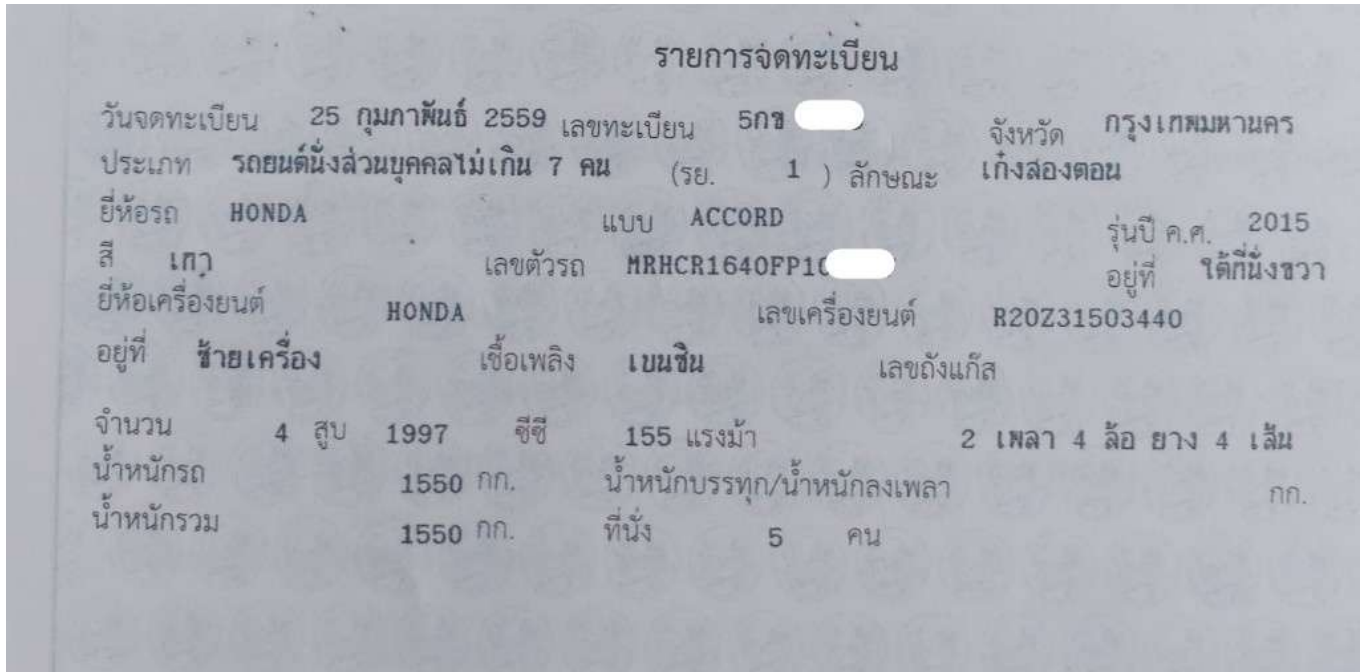 รายการจดทะเบียน
วันจดทะเบียน 25 กุมภาพันธ์ 2559 เลขทะเบียน 5กข จังหวัด กรุงเทพมหานคร
ประเภท รถยนต์นั่งส่วนบุคคลไม่เกิน 7 คน (รย. 1 ) ลักษณะ เก๋งสองตอน
ยี่ห้อรถ HONDA แบบ ACCORD รุ่นปี ค.ศ. 2015
สี เทา เลขตัวรถ MRHCR1640FP10 อยู่ที่ ใต้ที่นั่งขวา
ยี่ห้อเครื่องยนต์ HONDA เลขเครื่องยนต์ R20Z31503440
อยู่ที่ ซ้ายเครื่อง เชื้อเพลิง เบนซิน เลขถังแก๊ส
จำนวน 4 สูบ 1997 ซีซี 155 แรงม้า 2 เพลา 4 ล้อ ยาง 4 เส้น
น้ำหนักรถ 1550 กก. น้ำหนักบรรทุก/น้ำหนักลงเพลา กก.
น้ำหนักรวม 1550 กก. ที่นั่ง 5 คน